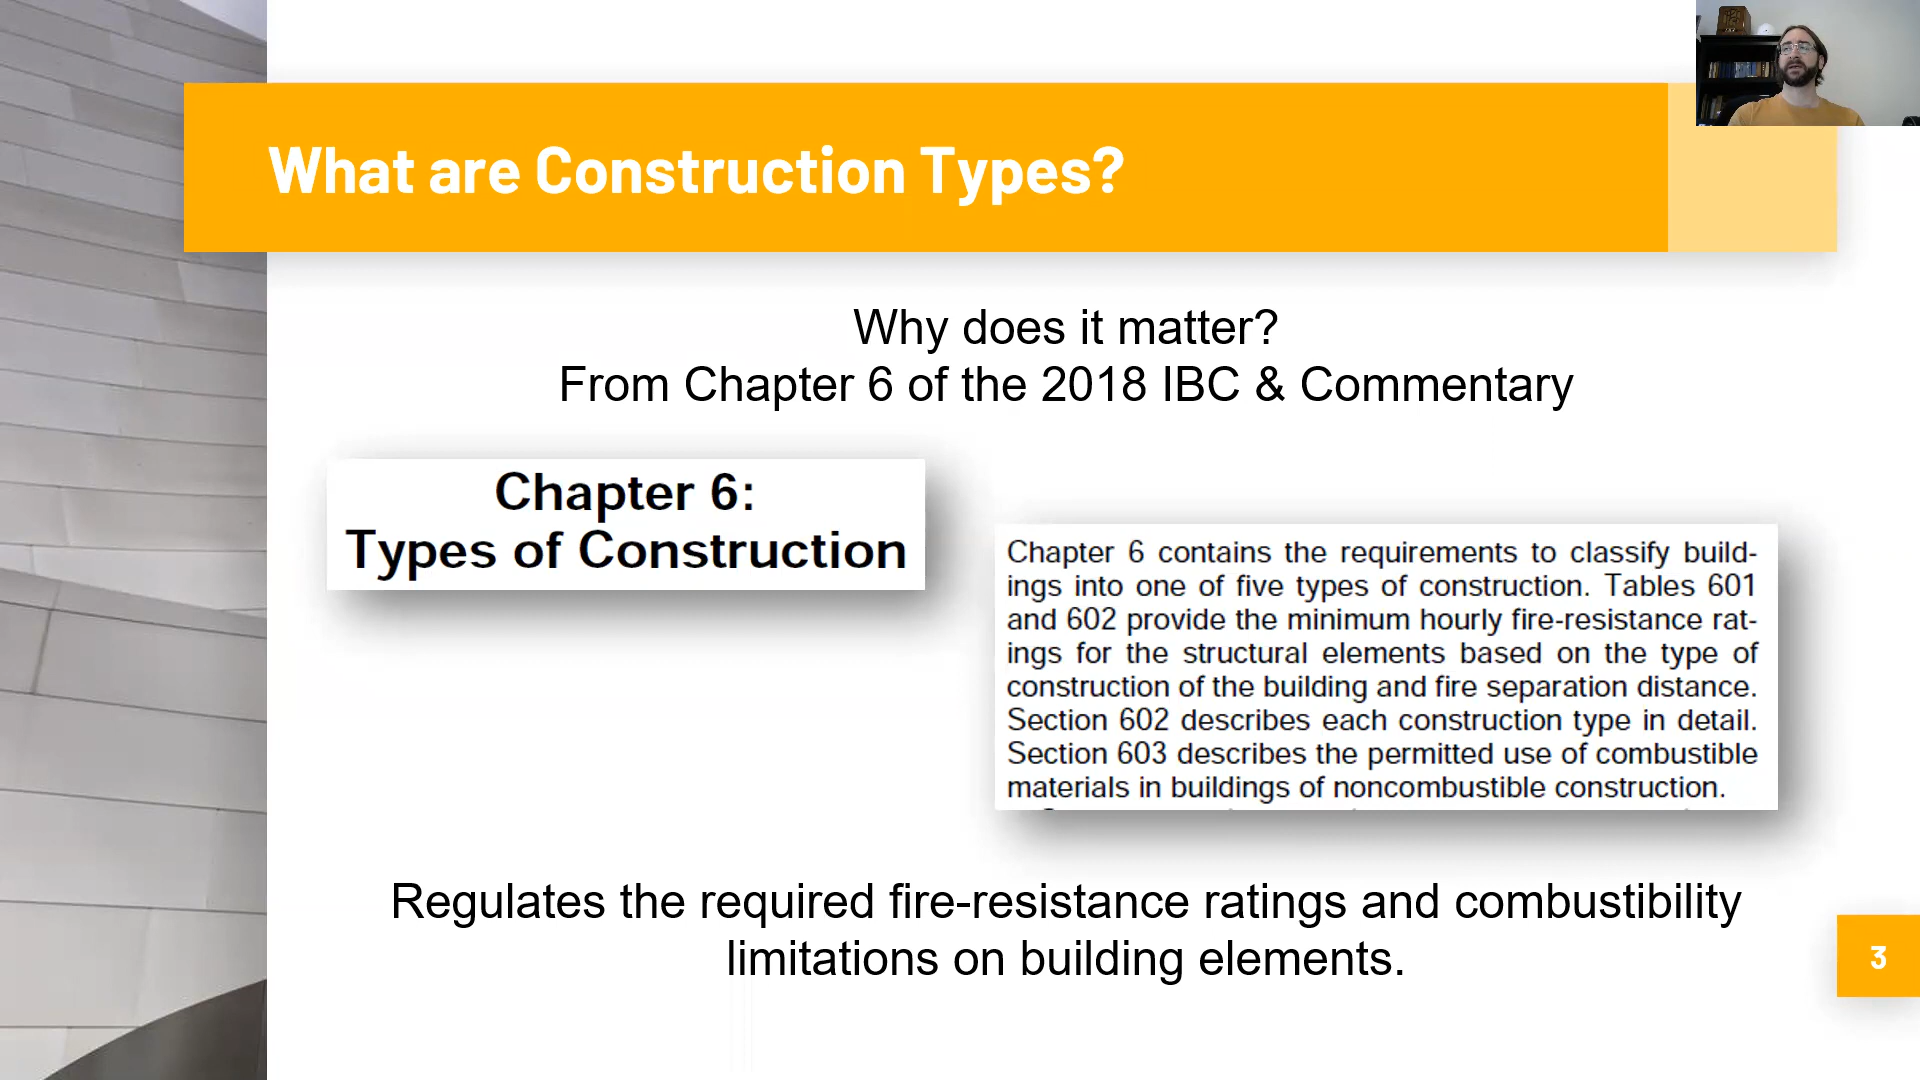 What are Construction Types?
Why does it matter?
From Chapter 6 of the 2018 IBC & Commentary
Chapter 6:
Types of Construction
Chapter 6 contains the requirements to classify build-
ings into one of five types of construction. Tables 601
and 602 provide the minimum hourly fire-resistance rat-
ings for the structural elements based on the type of
construction of the building and fire separation distance.
Section 602 describes each construction type in detail.
Section 603 describes the permitted use of combustible
materials in buildings of noncombustible construction.
Regulates the required fire-resistance ratings and combustibility
limitations on building elements.
3